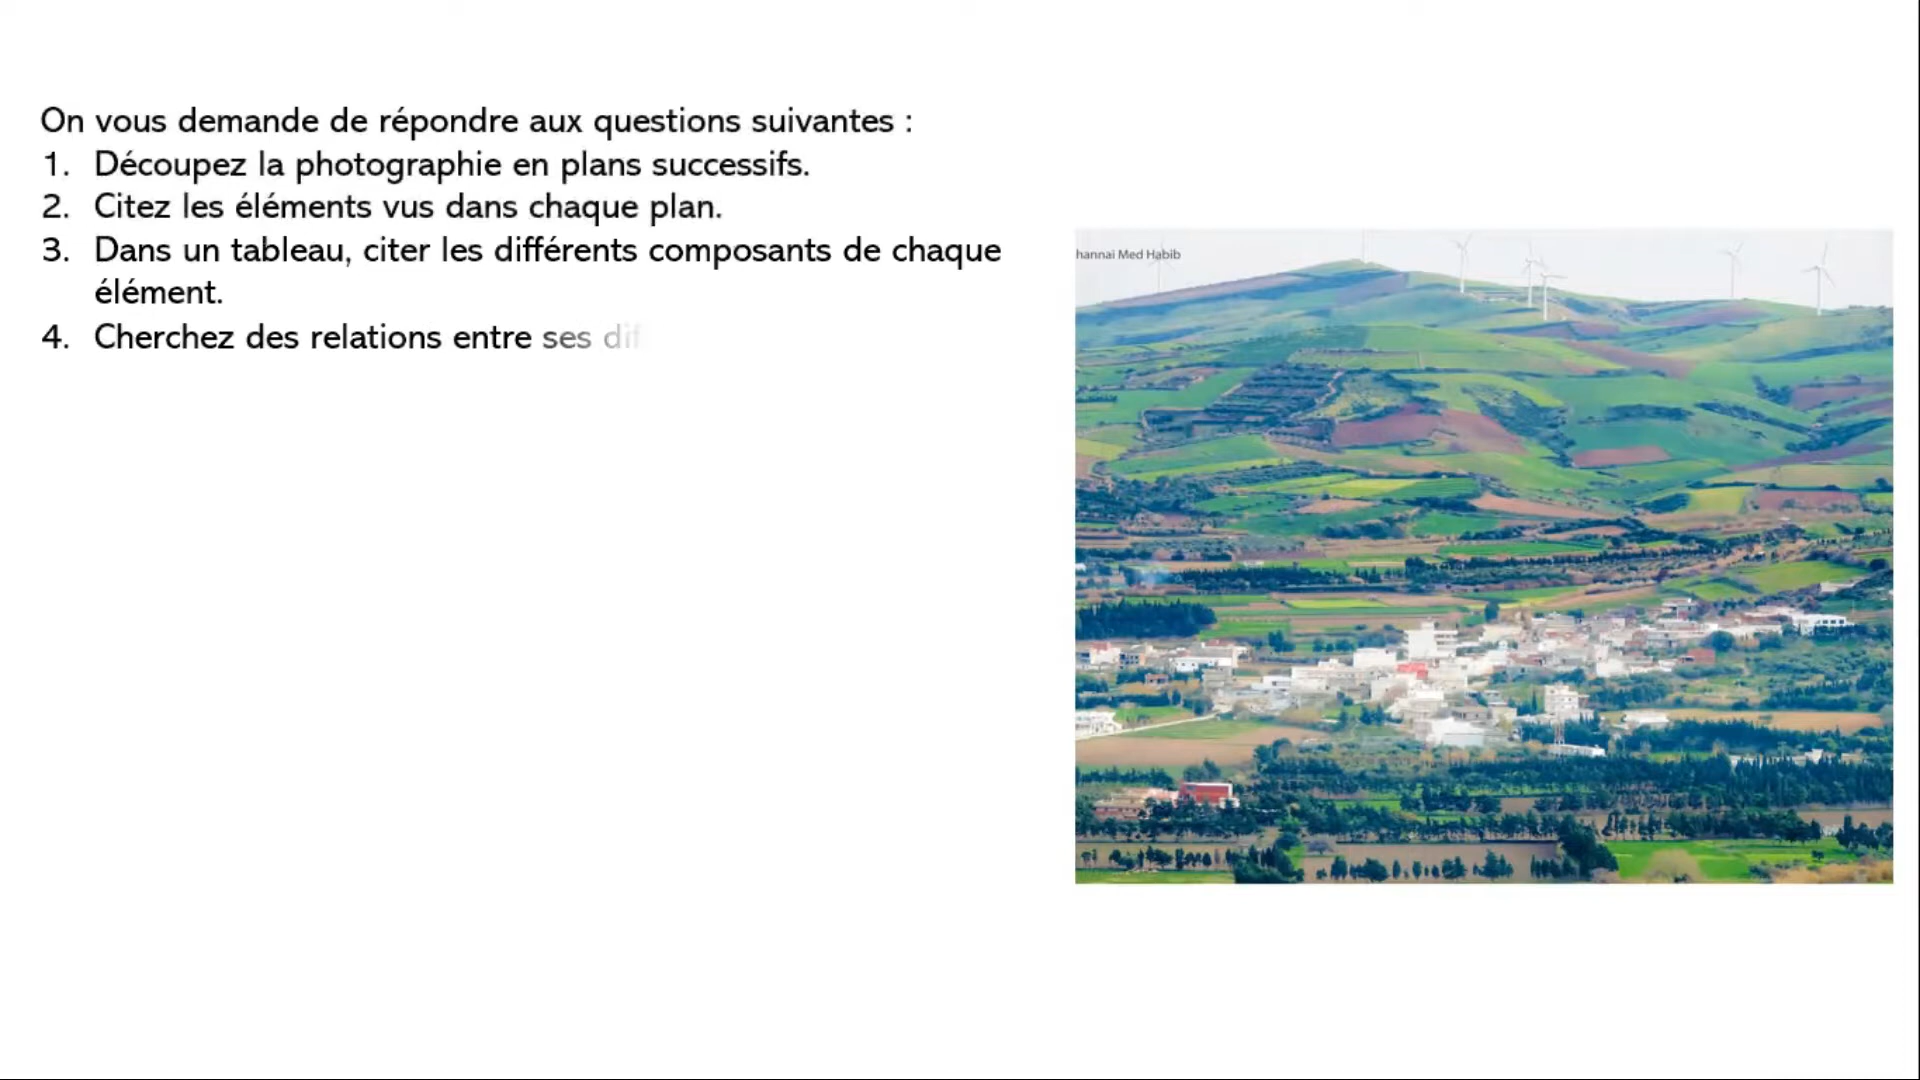 On vous demande de répondre aux questions suivantes :
1. Découpez la photographie en plans successifs.
2. Citez les éléments vus dans chaque plan.
3. Dans un tableau, citer les différents composants de chaque
élément.
4. Cherchez des relations entre ses
hannai Med Habib